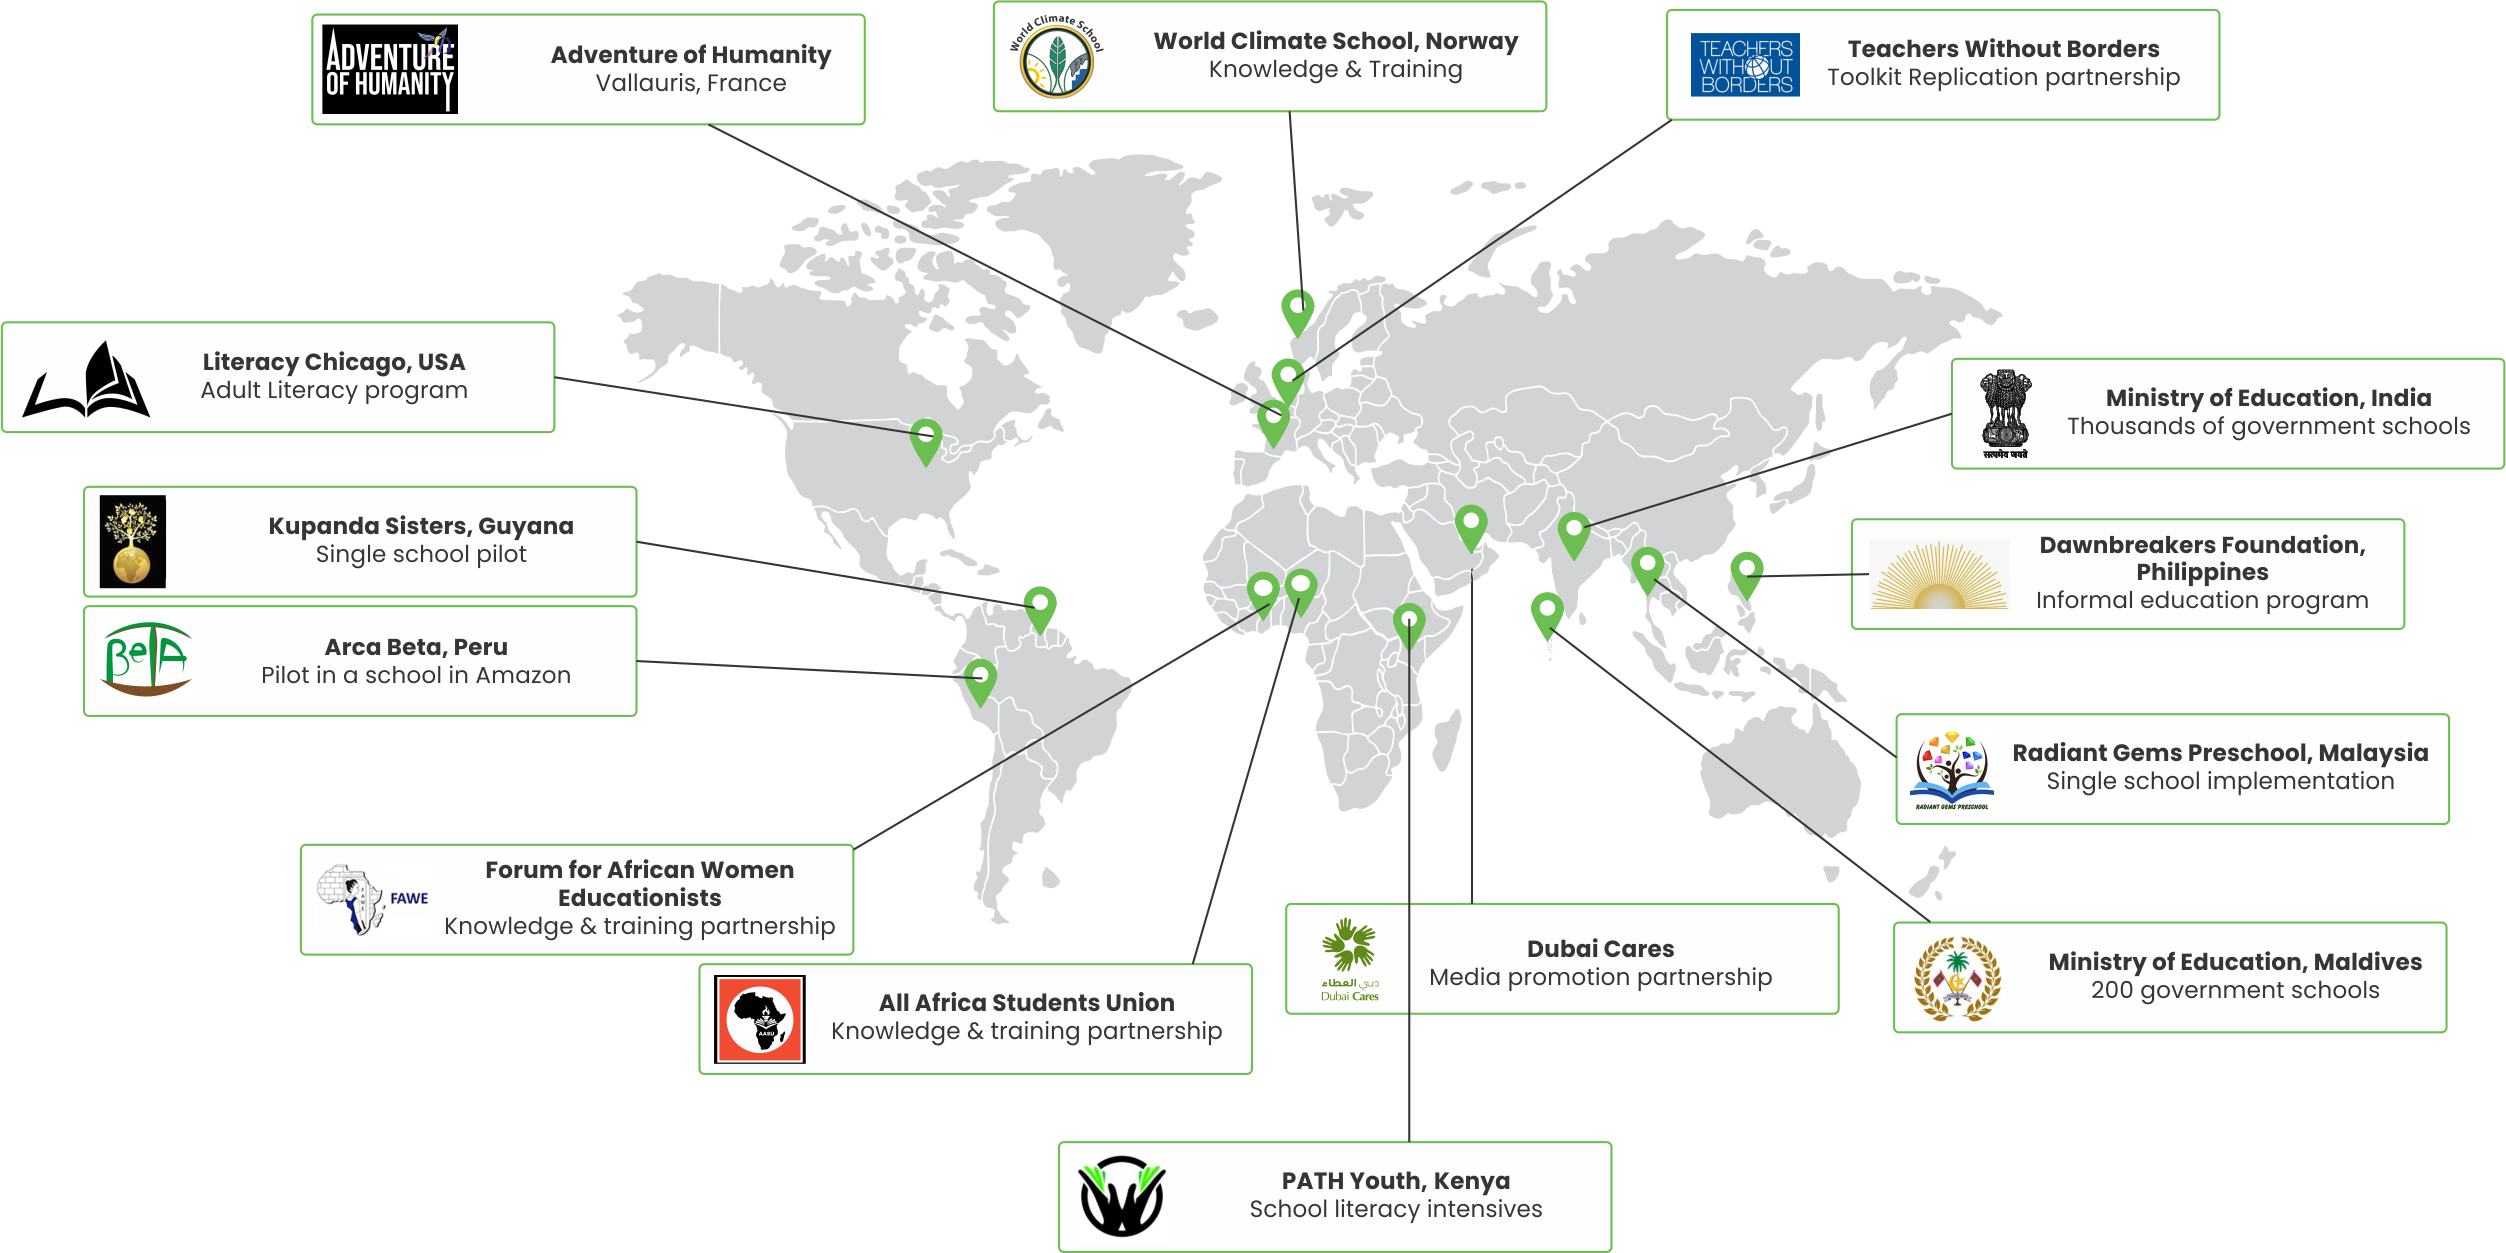 ADVENTURE
OF HUMANITY
Adventure of Humanity
Vallauris, France
World Climate School
World Climate School, Norway
Knowledge & Training
TEACHERS
WITHOUT
BORDERS
Teachers Without Borders
Toolkit Replication partnership
Literacy Chicago, USA
Adult Literacy program
सत्यमेव जयते
Ministry of Education, India
Thousands of government schools
Kupanda Sisters, Guyana
Single school pilot
Dawnbreakers Foundation,
Philippines
Informal education program
BetA
Arca Beta, Peru
Pilot in a school in Amazon
RADIANT GEMS PRESCHOOL
Radiant Gems Preschool, Malaysia
Single school implementation
FAWE
Forum for African Women
Educationists
Knowledge & training partnership
دبي العطاء
Dubai Cares
Dubai Cares
Media promotion partnership
Ministry of Education, Maldives
200 government schools
AASU
All Africa Students Union
Knowledge & training partnership
PATH Youth, Kenya
School literacy intensives